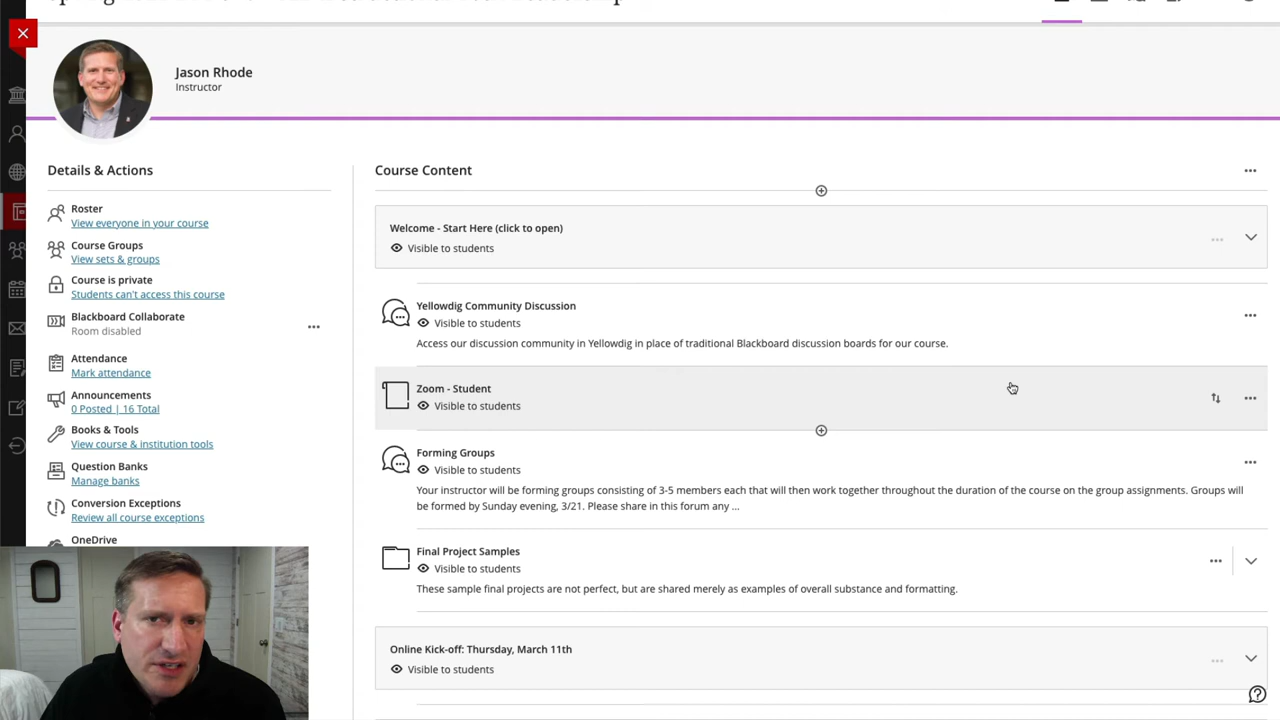 Jason Rhode
Instructor
Details & Actions
Roster
View everyone in your course
Course Groups
View sets & groups
Course is private
Students can't access this course
Blackboard Collaborate
Room disabled
Attendance
Mark attendance
Announcements
0 Posted | 16 Total
Books & Tools
View course & institution tools
Question Banks
Manage banks
Conversion Exceptions
Review all course exceptions
OneDrive
Course Content
Welcome - Start Here (click to open)
Visible to students
Yellowdig Community Discussion
Visible to students
Access our discussion community in Yellowdig in place of traditional Blackboard discussion boards for our course.
Zoom - Student
Visible to students
Forming Groups
Visible to students
Your instructor will be forming groups consisting of 3-5 members each that will then work together throughout the duration of the course on the group assignments. Groups will
be formed by Sunday evening, 3/21. Please share in this forum any ...
Final Project Samples
Visible to students
These sample final projects are not perfect, but are shared merely as examples of overall substance and formatting.
Online Kick-off: Thursday, March 11th
Visible to students